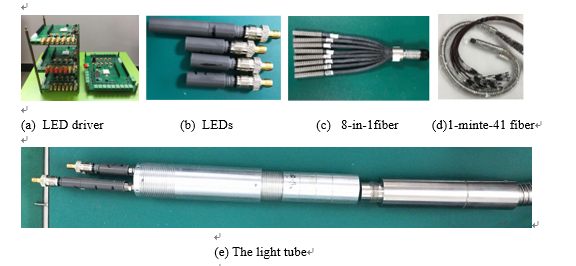 (a) LED driver (b) LEDs (c) 8-in-1fiber (d)1-minte-41 fiber
(e) The light tube